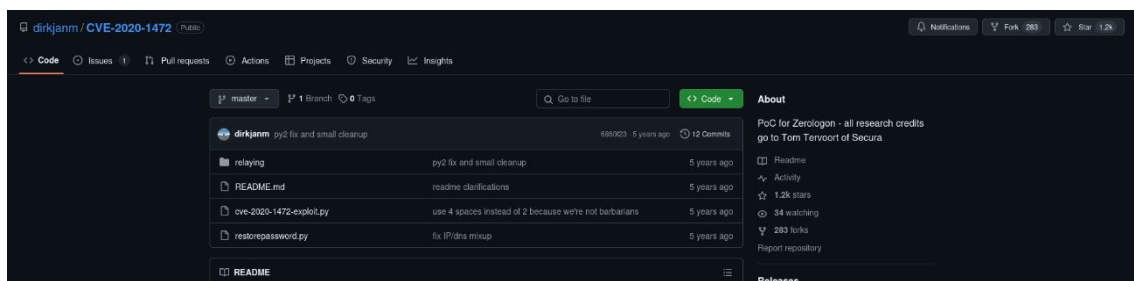 dirkjanm / CVE-2020-1472 Public
Notifications Fork 283 Star 1.2k
Code Issues 1 Pull requests Actions Projects Security Insights
master 1 Branch 0 Tags Go to file Code
About
dirkjanm py2 fix and small cleanup 5 years ago 12 Commits
PoC for Zerologon - all research credits
go to Tom Tervoort of Secura
relaying py2 fix and small cleanup 5 years ago
Readme
README.md readme clarifications 5 years ago
Activity
1.2k stars
cve-2020-1472-exploit.py use 4 spaces instead of 2 because we're not barbarians 5 years ago
34 watching
restorepassword.py fix IP/dns mixup 5 years ago
283 forks
Report repository
README
Releases